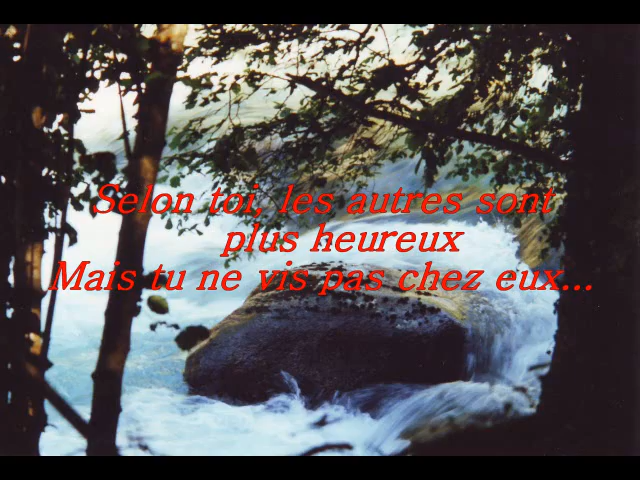 Selon toi, les autres sont
plus heureux
Mais tu ne vis pas chez eux...